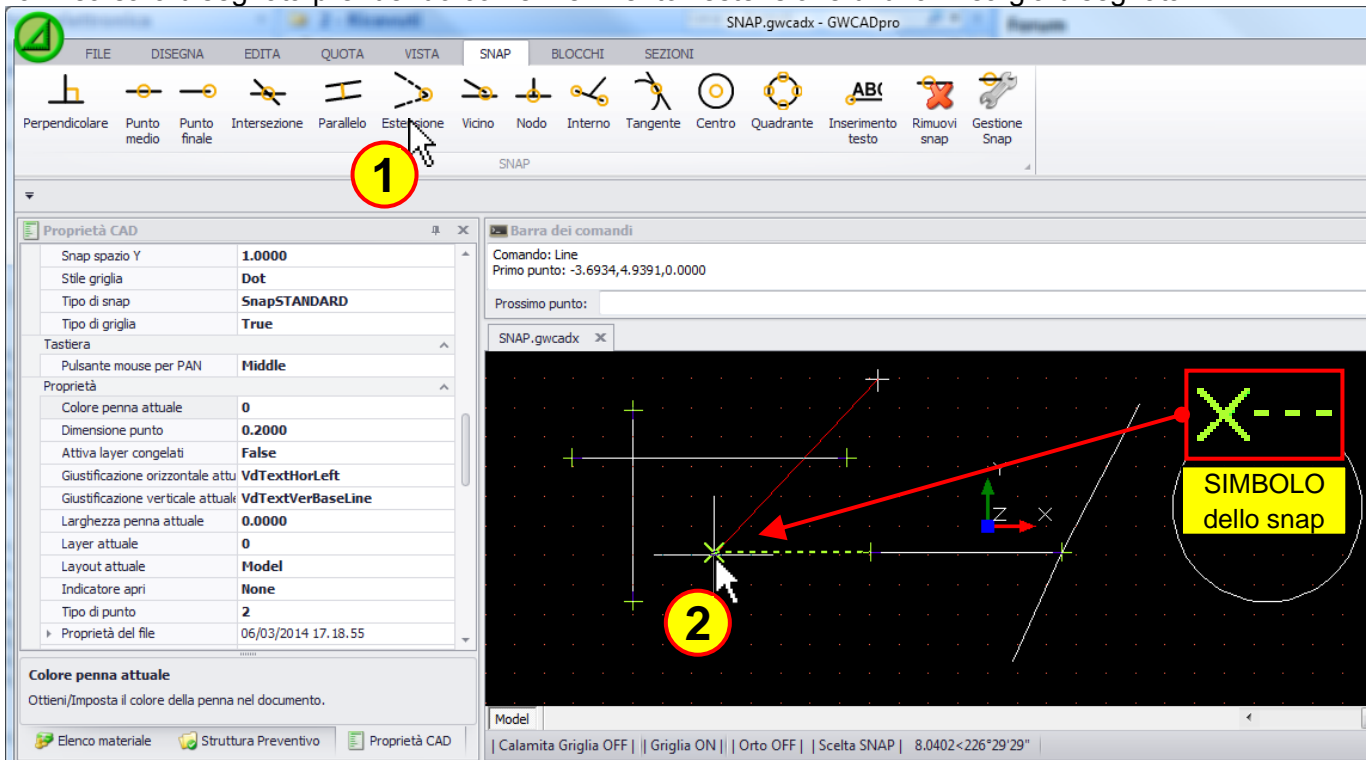 SNAP.gwcadx - GWCADpro
FILE DISEGNA EDITA QUOTA VISTA SNAP BLOCCHI SEZIONI
Perpendicolare Punto medio Punto finale Intersezione Parallelo Estensione Vicino Nodo Interno Tangente Centro Quadrante Inserimento testo Rimuovi snap Gestione Snap
ABC
SNAP
1
Proprietà CAD
Snap spazio Y 1.0000
Stile griglia Dot
Tipo di snap SnapSTANDARD
Tipo di griglia True
Tastiera
Pulsante mouse per PAN Middle
Proprietà
Colore penna attuale 0
Dimensione punto 0.2000
Attiva layer congelati False
Giustificazione orizzontale attu VdTextHorLeft
Giustificazione verticale attuale VdTextVerBaseLine
Larghezza penna attuale 0.0000
Layer attuale 0
Layout attuale Model
Indicatore apri None
Tipo di punto 2
Proprietà del file 06/03/2014 17.18.55
Colore penna attuale
Ottieni/Imposta il colore della penna nel documento.
Elenco materiale Struttura Preventivo Proprietà CAD
Barra dei comandi
Comando: Line
Primo punto: -3.6934,4.9391,0.0000
Prossimo punto:
SNAP.gwcadx
SIMBOLO
dello snap
Y
Z X
2
Model
| Calamita Griglia OFF | | Griglia ON | | Orto OFF | | Scelta SNAP | 8.0402<226°29'29"